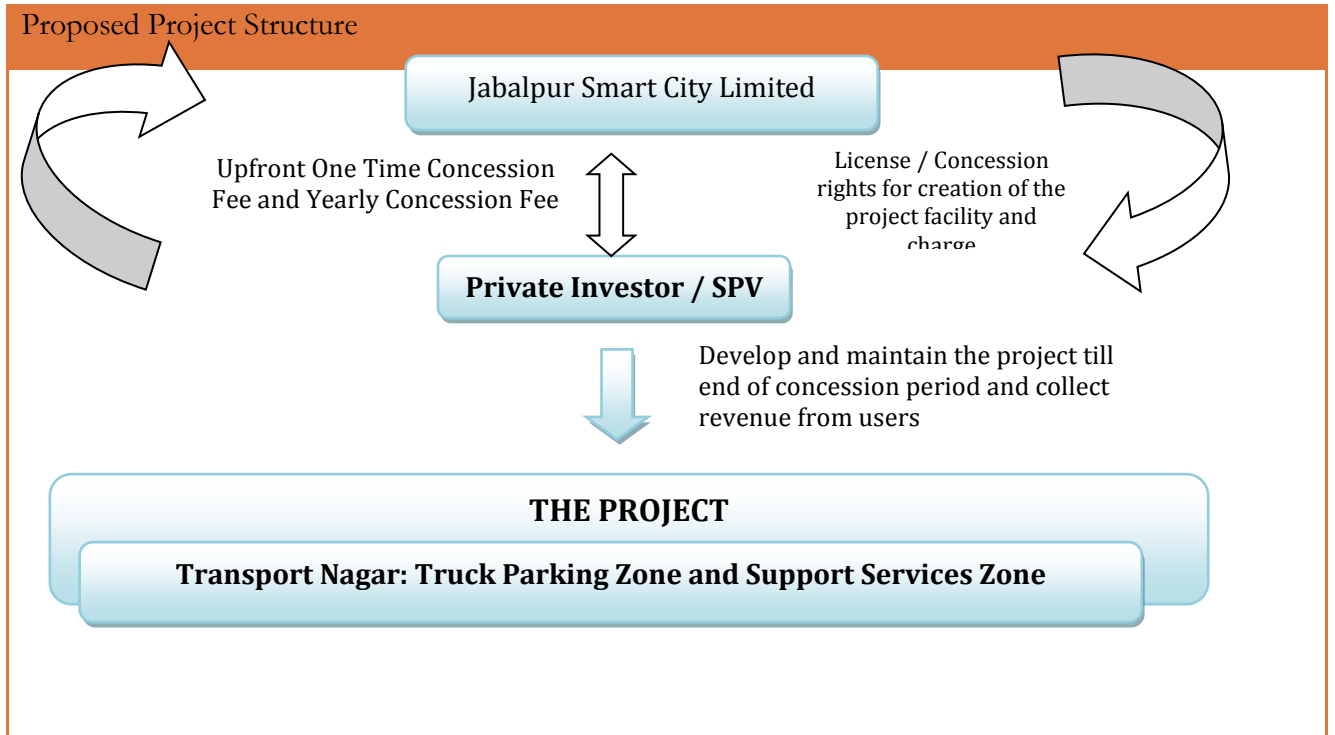 Proposed Project Structure
Jabalpur Smart City Limited
Upfront One Time Concession
Fee and Yearly Concession Fee
License / Concession
rights for creation of the
project facility and
charge
Private Investor / SPV
Develop and maintain the project till
end of concession period and collect
revenue from users
THE PROJECT
Transport Nagar: Truck Parking Zone and Support Services Zone